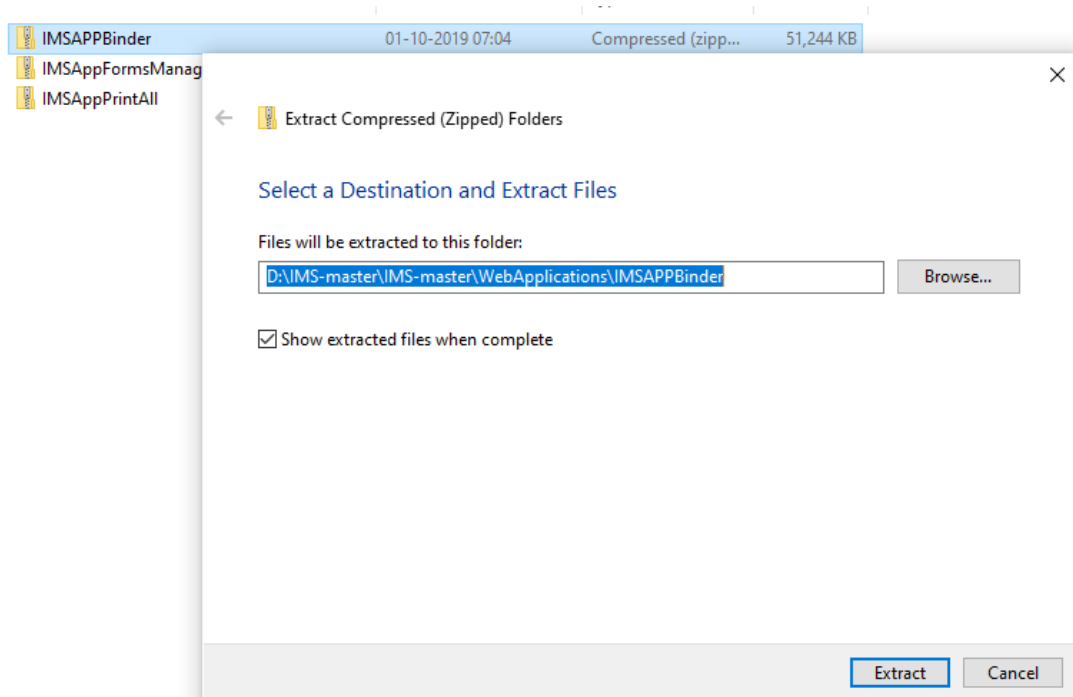 IMSAPPBinder 01-10-2019 07:04 Compressed (zipp... 51,244 KB
IMSAppFormsManag
IMSAppPrintAll
Extract Compressed (Zipped) Folders
Select a Destination and Extract Files
Files will be extracted to this folder:
D:\IMS-master\IMS-master\WebApplications\IMSAPPBinder
Browse...
Show extracted files when complete
Extract Cancel